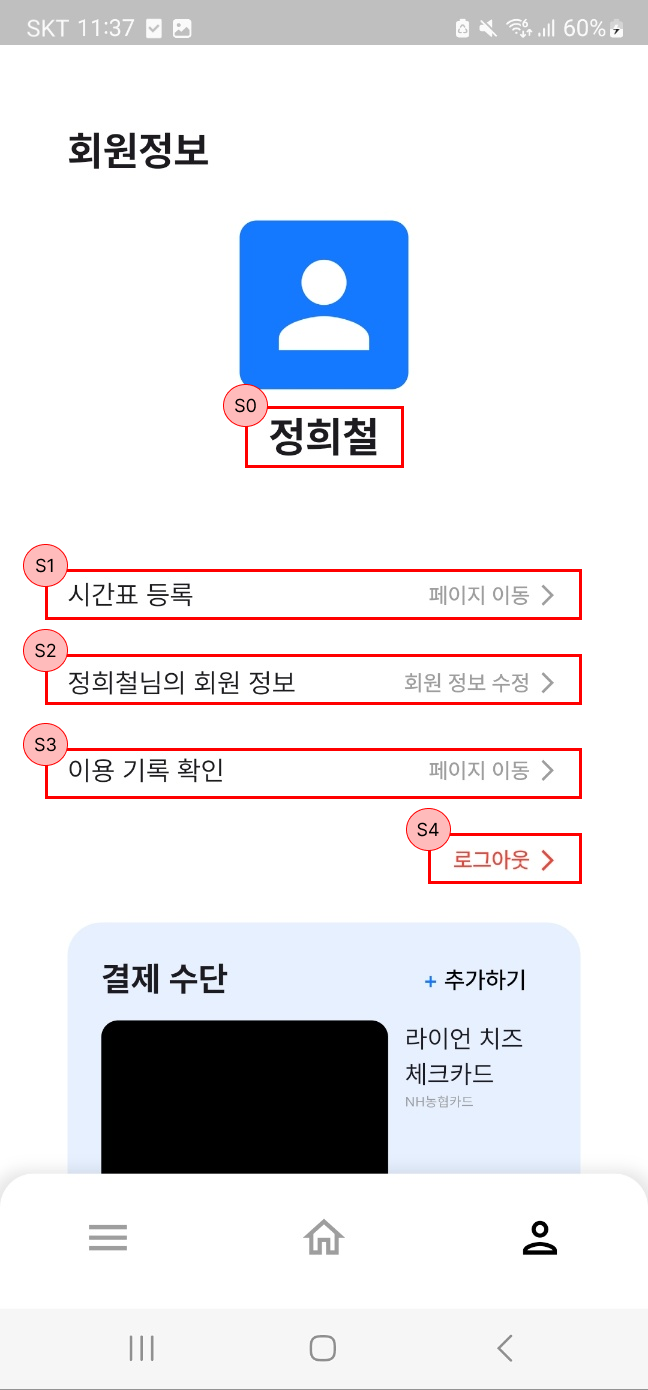 SKT 11:37 60%
회원정보
S0
정희철
S1
시간표 등록 페이지 이동
S2
정희철님의 회원 정보 회원 정보 수정
S3
이용 기록 확인 페이지 이동
S4
로그아웃
결제 수단 + 추가하기
라이언 치즈
체크카드
NH농협카드